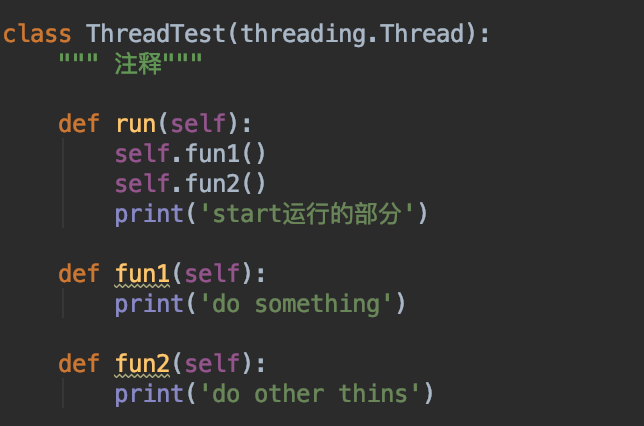 class ThreadTest(threading.Thread):
    """ 注释"""
    def run(self):
        self.fun1()
        self.fun2()
        print('start运行的部分')
    def fun1(self):
        print('do something')
    def fun2(self):
        print('do other thins')